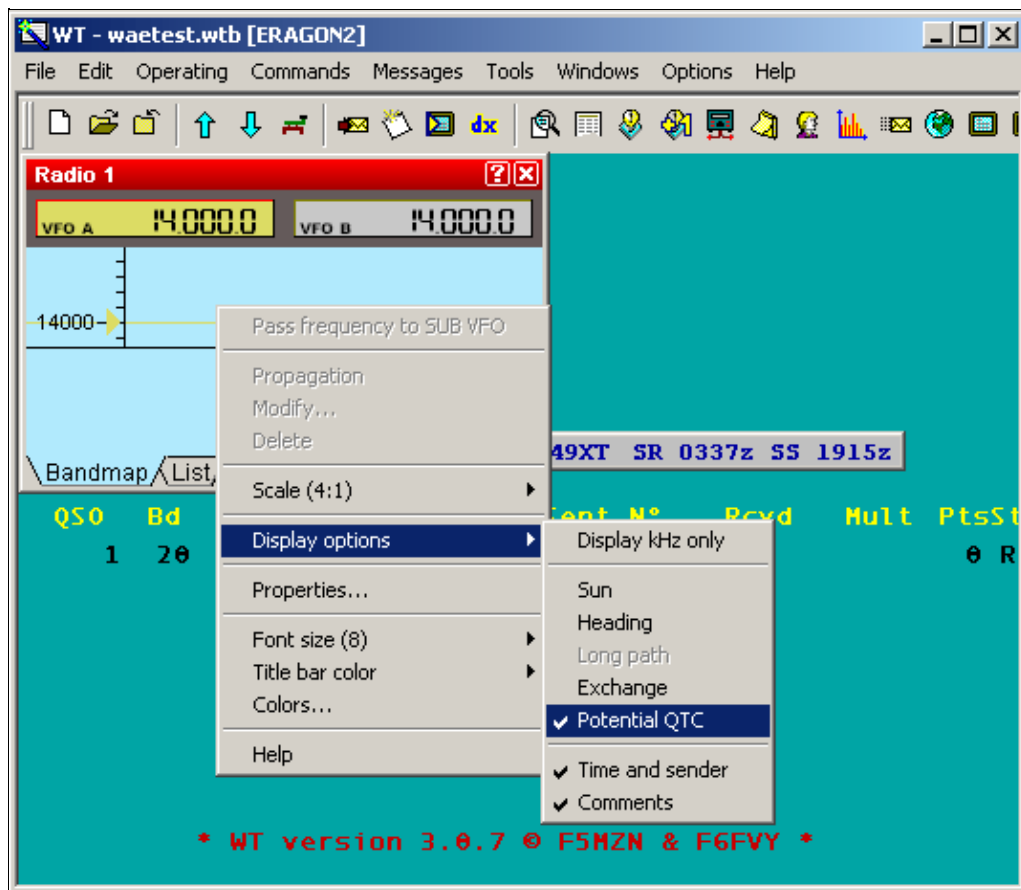 WT - waetest.wtb [ERAGON2]
File Edit Operating Commands Messages Tools Windows Options Help
dx
Radio 1
VFO A 14.000.0 VFO B 14.000.0
14000
Pass frequency to SUB VFO
Propagation
Modify...
Delete
Scale (4:1)
Display options
Properties...
Font size (8)
Title bar color
Colors...
Help
Display kHz only
Sun
Heading
Long path
Exchange
Potential QTC
Time and sender
Comments
Bandmap List
49XT SR 0337z SS 1915z
QSO Bd N° Rcvd Mult PtsSt
1 20 0 R
* WT version 3.0.7 © F5MZN & F6FVY *